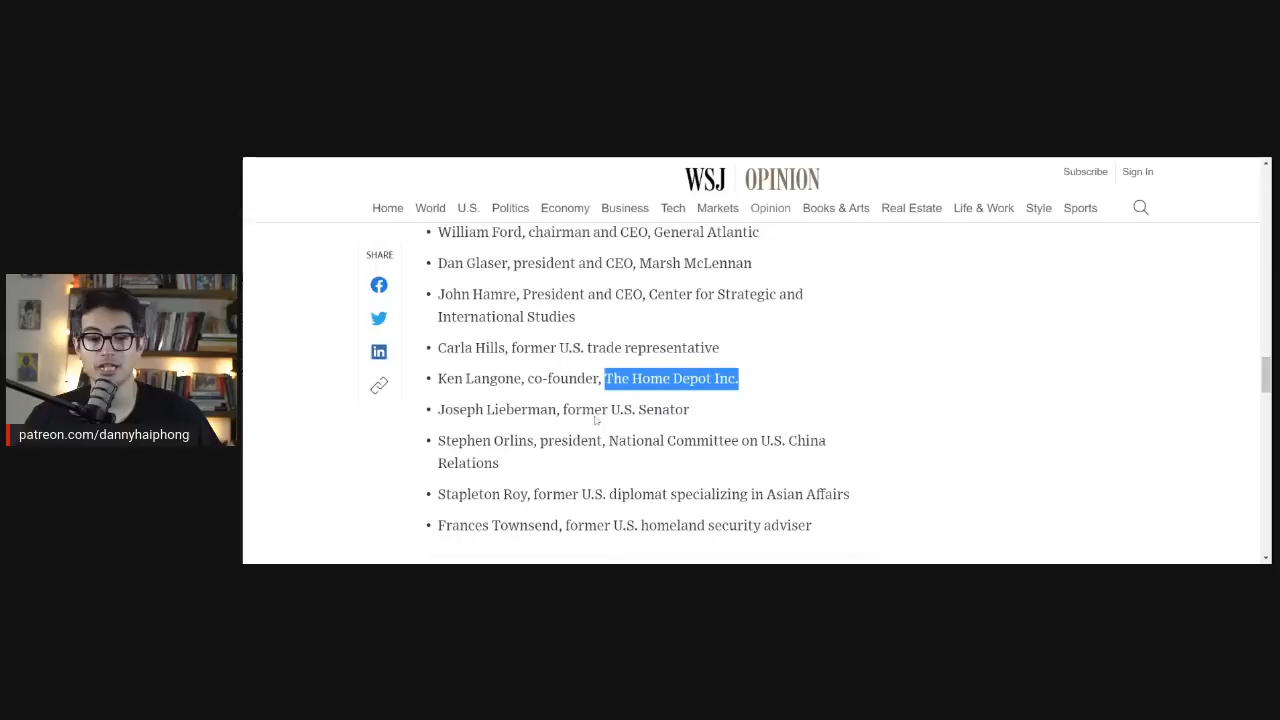 WSJ OPINION
Subscribe Sign In
Home World U.S. Politics Economy Business Tech Markets Opinion Books & Arts Real Estate Life & Work Style Sports
SHARE
• William Ford, chairman and CEO, General Atlantic
• Dan Glaser, president and CEO, Marsh McLennan
• John Hamre, President and CEO, Center for Strategic and
International Studies
• Carla Hills, former U.S. trade representative
• Ken Langone, co-founder, The Home Depot Inc.
• Joseph Lieberman, former U.S. Senator
• Stephen Orlins, president, National Committee on U.S. China
Relations
• Stapleton Roy, former U.S. diplomat specializing in Asian Affairs
• Frances Townsend, former U.S. homeland security adviser
patreon.com/dannyhaiphong